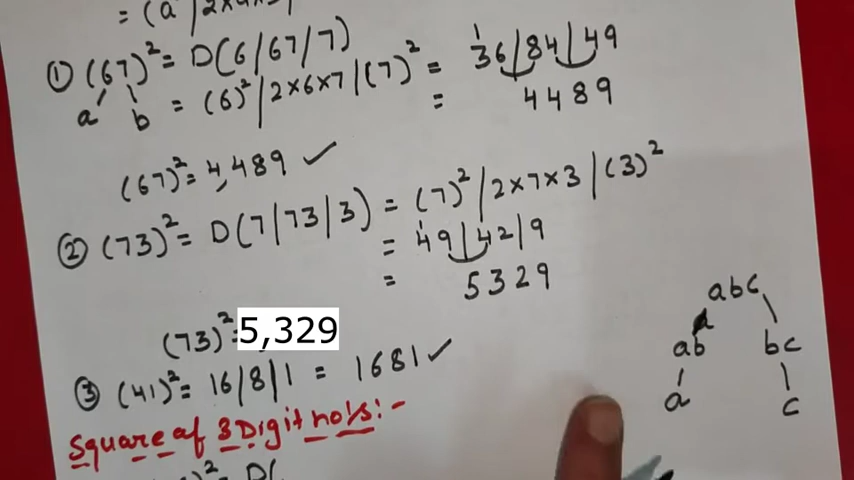 = (a²|2×a×b|
① (67)² = D(6/67/7)
a b = (6)²|2×6×7|(7)² = 36|84|49
= 4489
(67)² = 4,489 ✓
② (73)² = D(7/73/3) = (7)²|2×7×3|(3)²
= 49|42|9
= 5329
(73)² = 5,329
③ (41)² = 16/8/1 = 1681 ✓
abc
ab bc
a c
Square of 3 Digit no's:-
² = D(